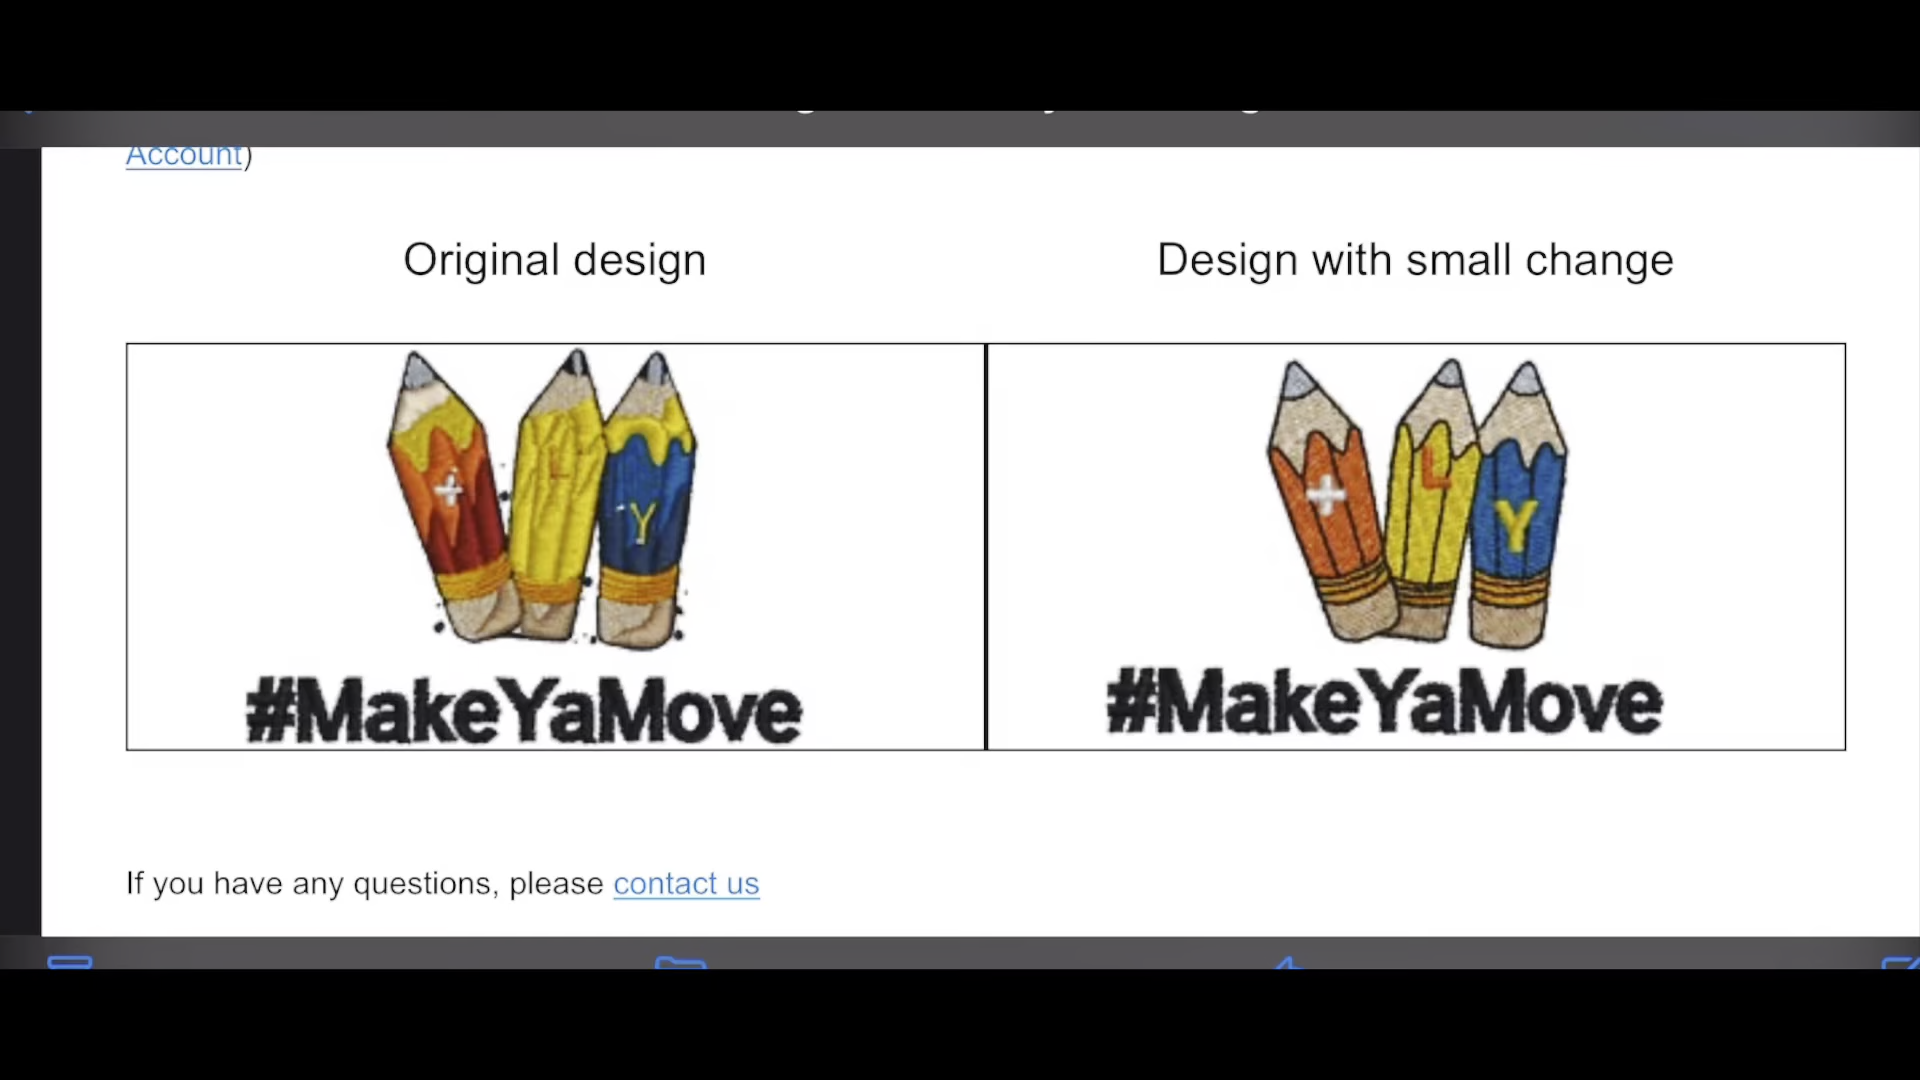 Account)
Original design
Design with small change
+
L
Y
#MakeYaMove
+
L
Y
#MakeYaMove
If you have any questions, please contact us